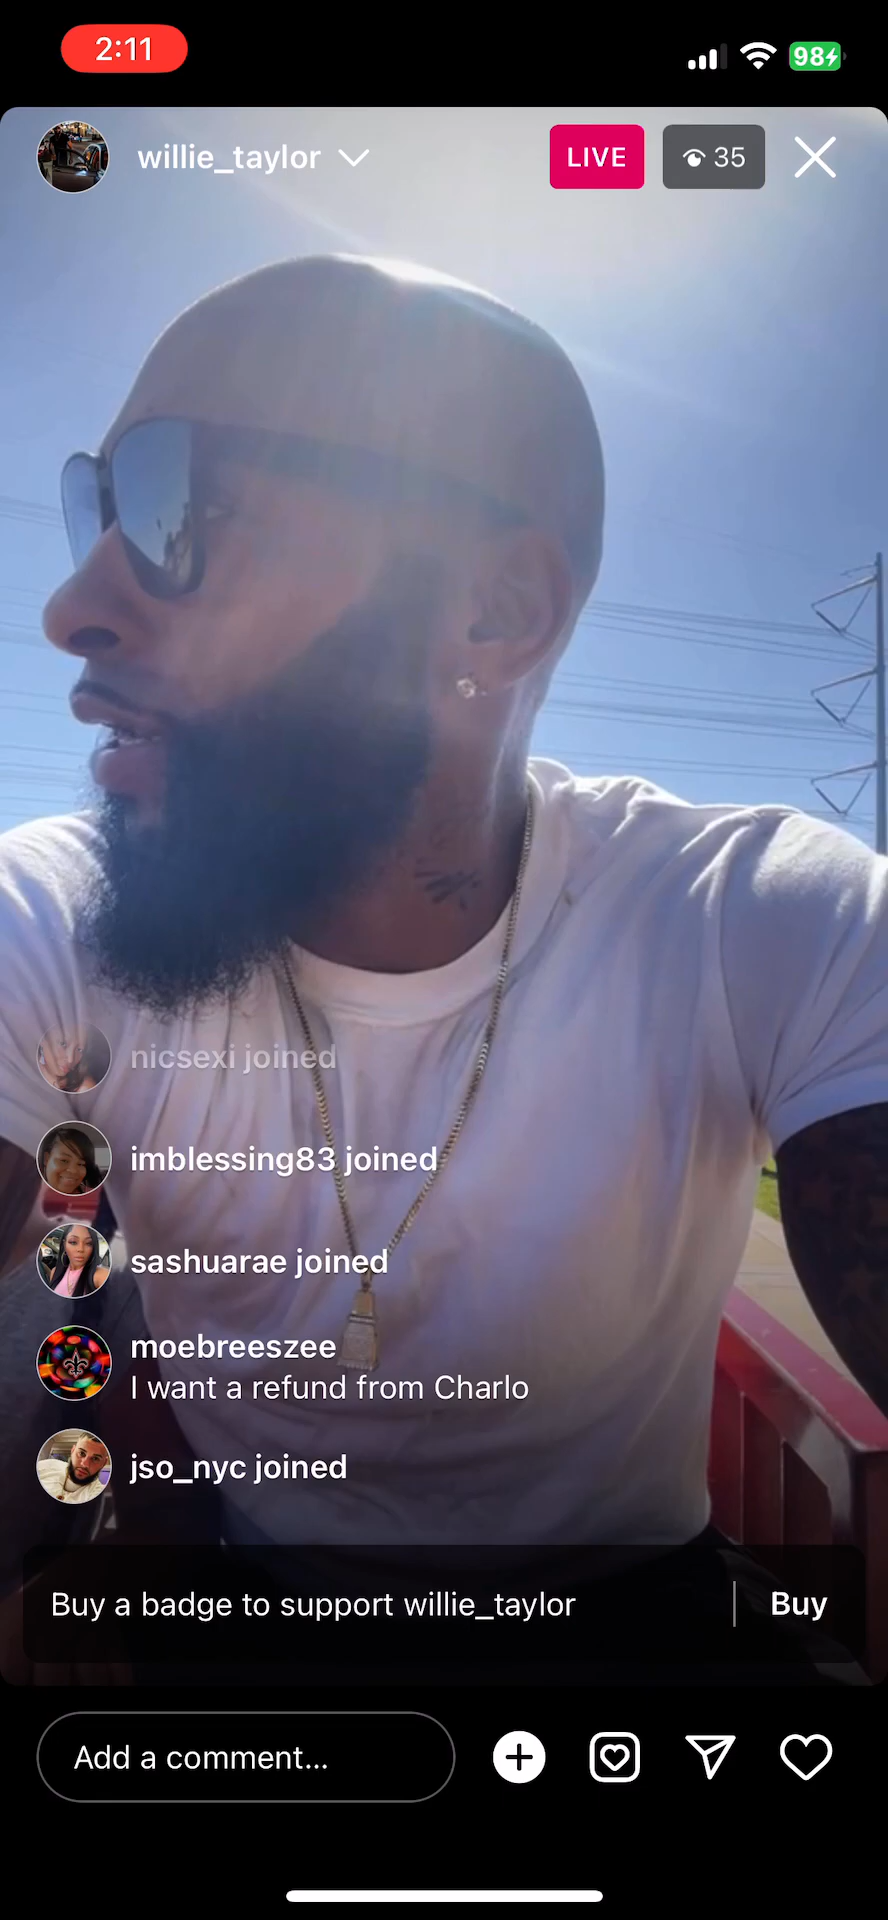 2:11
98
willie_taylor
LIVE
35
nicsexi joined
imblessing83 joined
sashuarae joined
moebreeszee
I want a refund from Charlo
jso_nyc joined
Buy a badge to support willie_taylor
Buy
Add a comment...